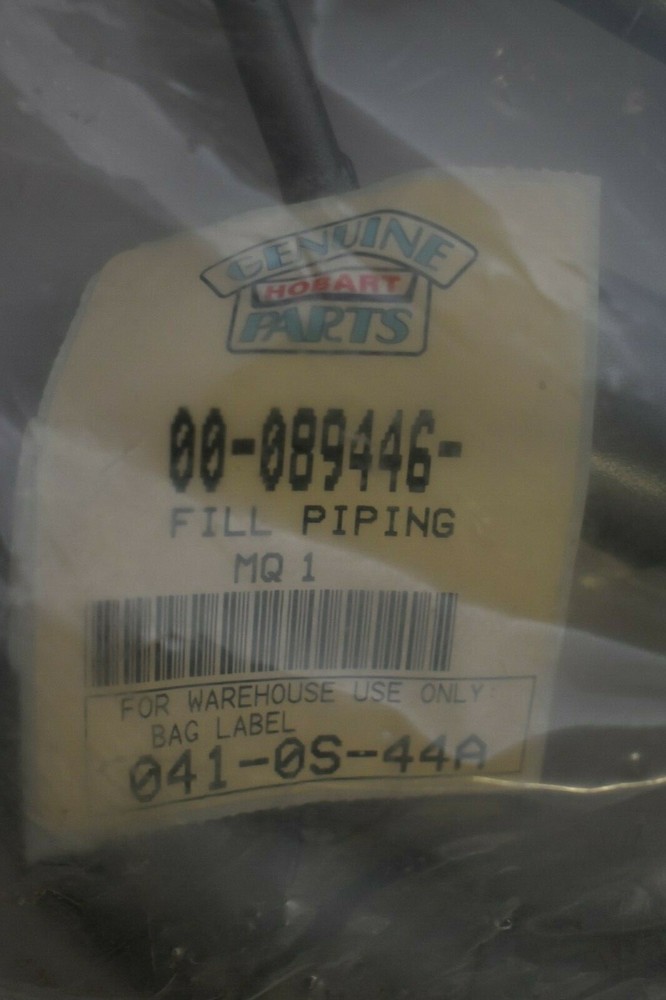 GENUINE
HOBART
PARTS
00-089446-
FILL PIPING
MQ 1
FOR WAREHOUSE USE ONLY:
BAG LABEL
041-0S-44A